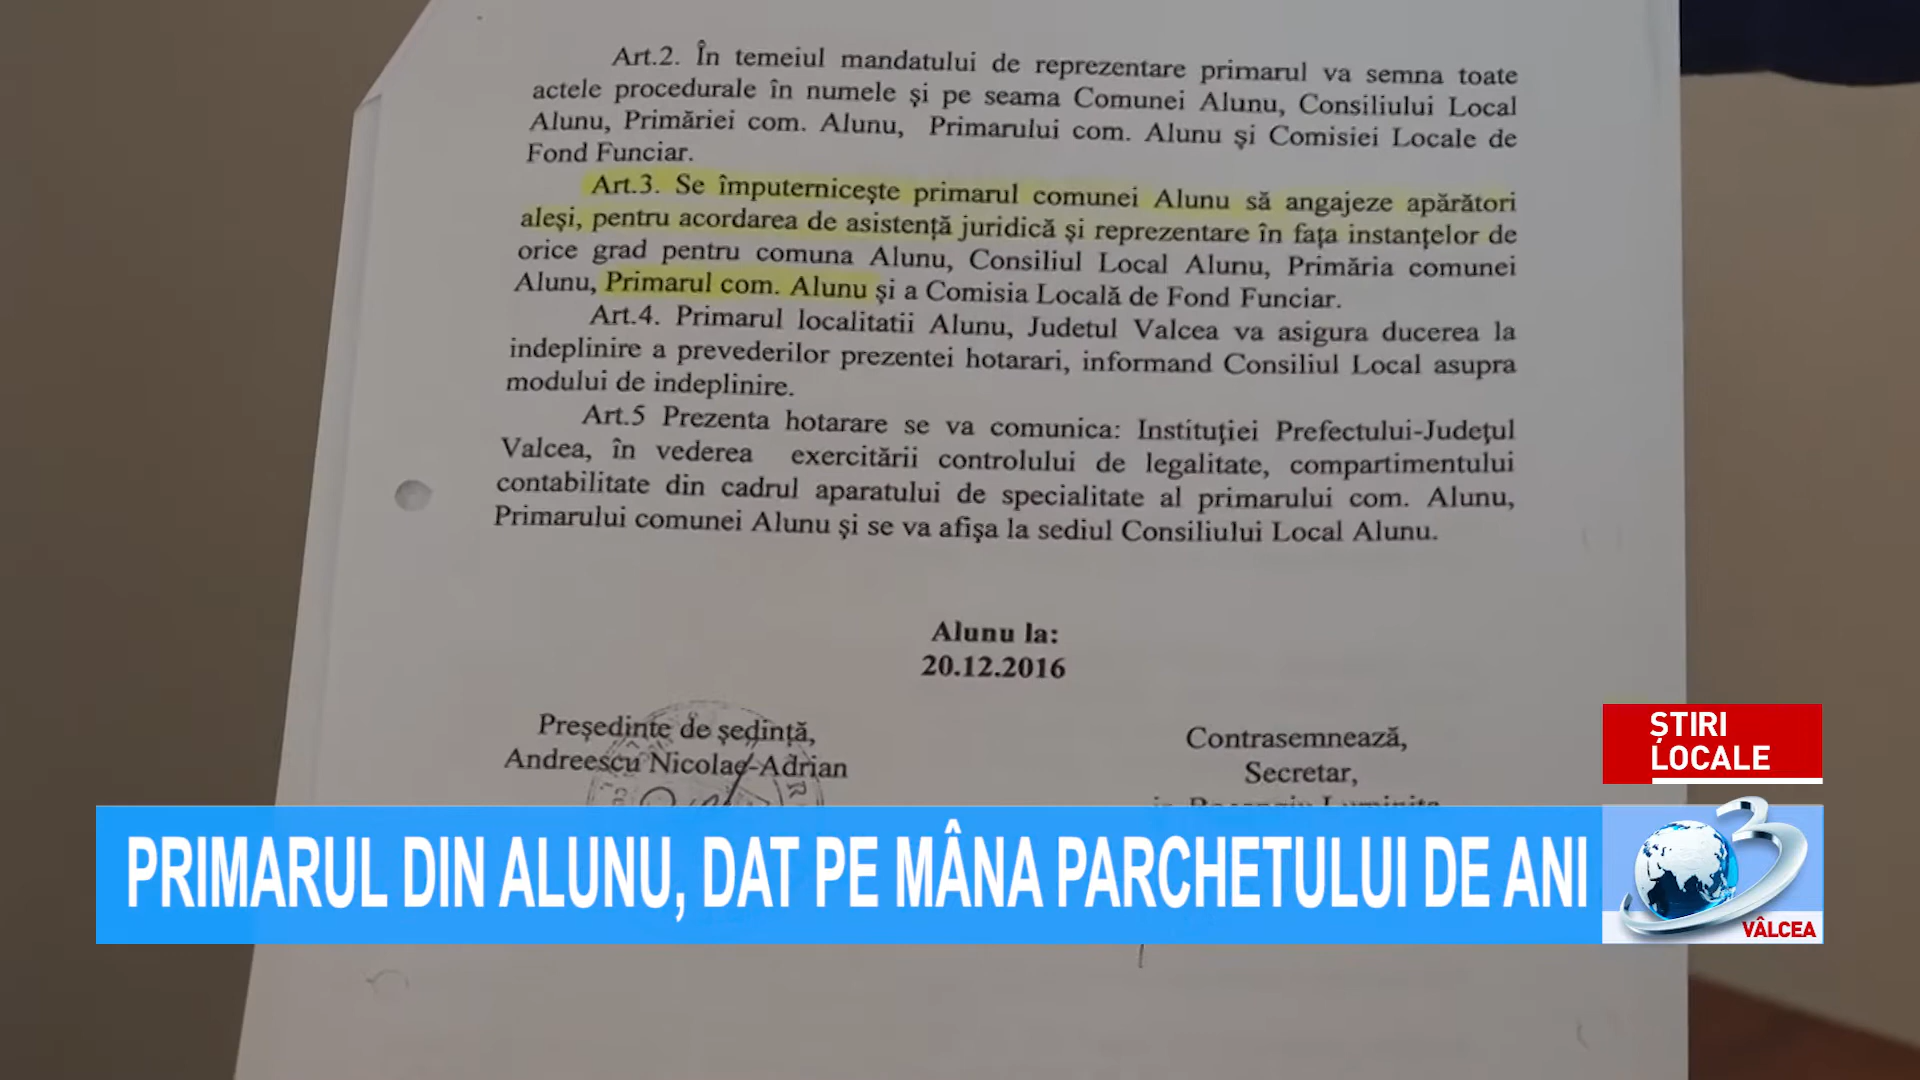 Art.2. În temeiul mandatului de reprezentare primarul va semna toate
actele procedurale în numele şi pe seama Comunei Alunu, Consiliului Local
Alunu, Primăriei com. Alunu, Primarului com. Alunu şi Comisiei Locale de
Fond Funciar.
Art.3. Se împuterniceşte primarul comunei Alunu să angajeze apărători
aleşi, pentru acordarea de asistenţă juridică şi reprezentare în faţa instanţelor de
orice grad pentru comuna Alunu, Consiliul Local Alunu, Primăria comunei
Alunu, Primarul com. Alunu şi a Comisia Locală de Fond Funciar.
Art.4. Primarul localitatii Alunu, Judetul Valcea va asigura ducerea la
indeplinire a prevederilor prezentei hotarari, informand Consiliul Local asupra
modului de indeplinire.
Art.5 Prezenta hotarare se va comunica: Instituţiei Prefectului-Judeţul
Valcea, în vederea exercitării controlului de legalitate, compartimentului
contabilitate din cadrul aparatului de specialitate al primarului com. Alunu,
Primarului comunei Alunu şi se va afişa la sediul Consiliului Local Alunu.
Alunu la:
20.12.2016
Preşedinte de şedinţă,
Andreescu Nicolae-Adrian
Contrasemnează,
Secretar,
ȘTIRI
LOCALE
PRIMARUL DIN ALUNU, DAT PE MÂNA PARCHETULUI DE ANI
3
VÂLCEA